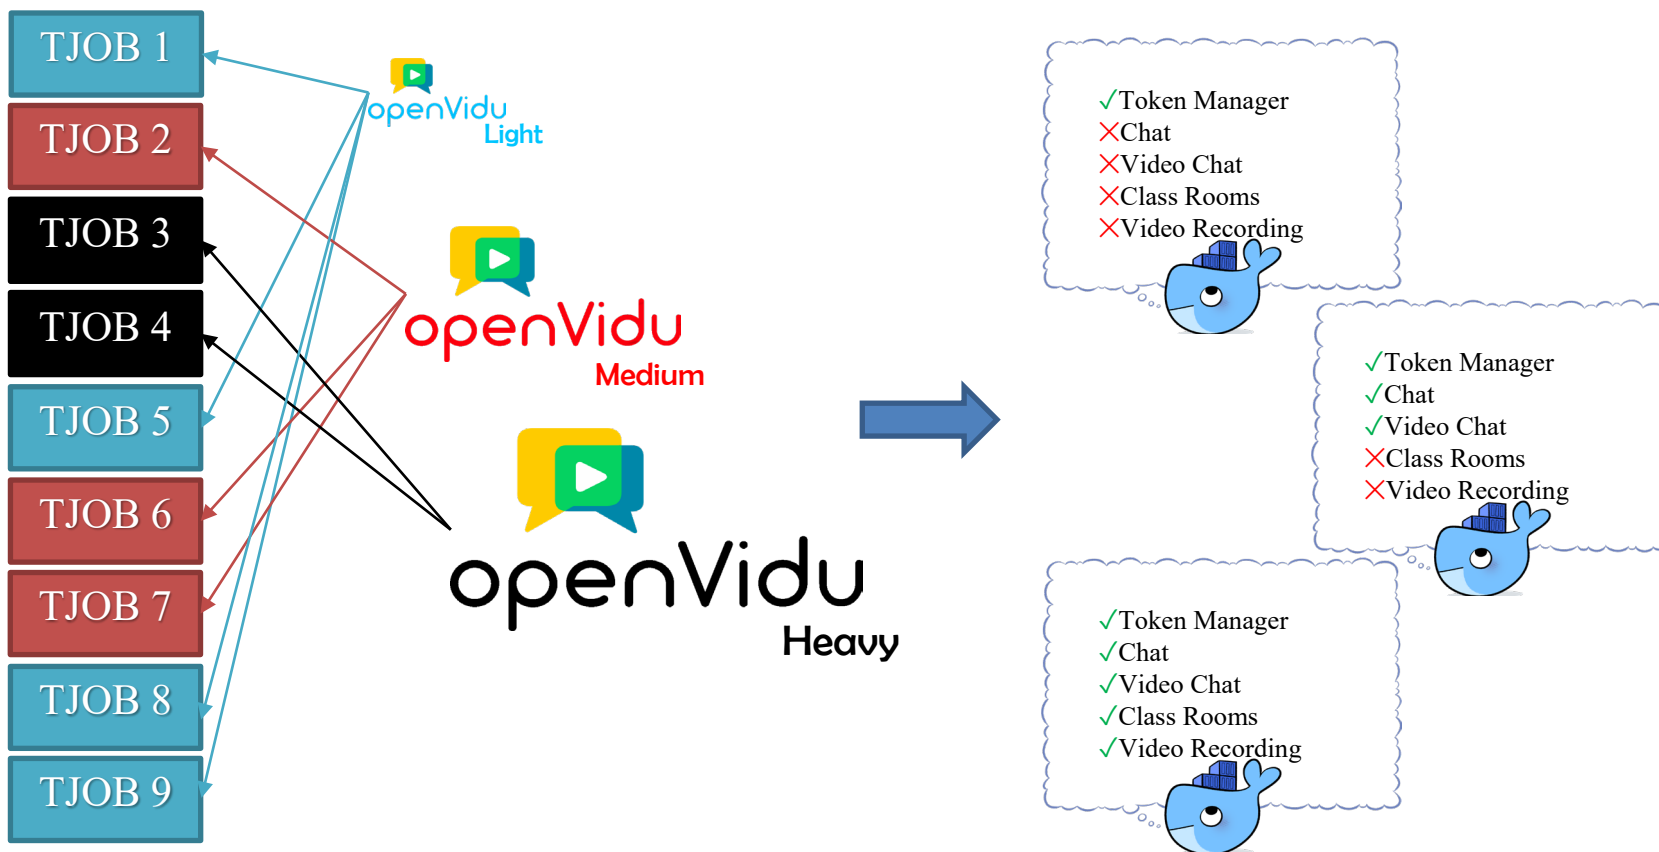 TJOB 1
TJOB 2
TJOB 3
TJOB 4
TJOB 5
TJOB 6
TJOB 7
TJOB 8
TJOB 9
openVidu
Light
openVidu
Medium
openVidu
Heavy
✓Token Manager
✕Chat
✕Video Chat
✕Class Rooms
✕Video Recording
✓Token Manager
✓Chat
✓Video Chat
✕Class Rooms
✕Video Recording
✓Token Manager
✓Chat
✓Video Chat
✓Class Rooms
✓Video Recording